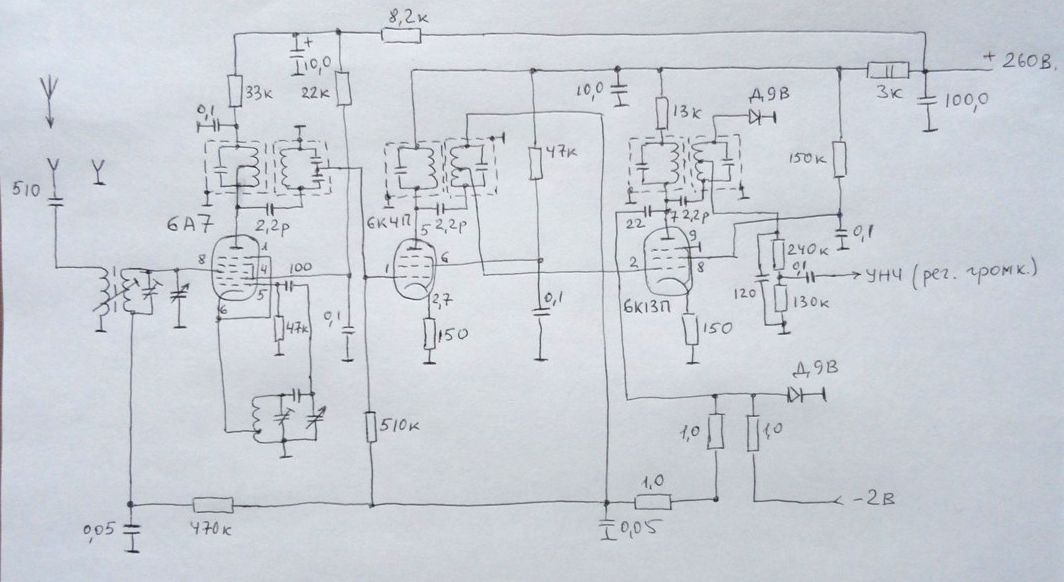 8,2к
+ 260В.
+
10,0
33к
22к
0,1
10,0
13к
Д9В
3к
100,0
510
47к
150к
6А7
2,2р
6К4П
5
2,2р
22
7
2,2р
9
8
1
4
5
6
100
1
6
2
8
240к
0,1
0,1
УНЧ (рег. громк.)
120
130к
6К13П
47к
0,1
2,7
150
0,1
150
Д9В
510к
1,0
1,0
1,0
-2В
0,05
470к
0,05